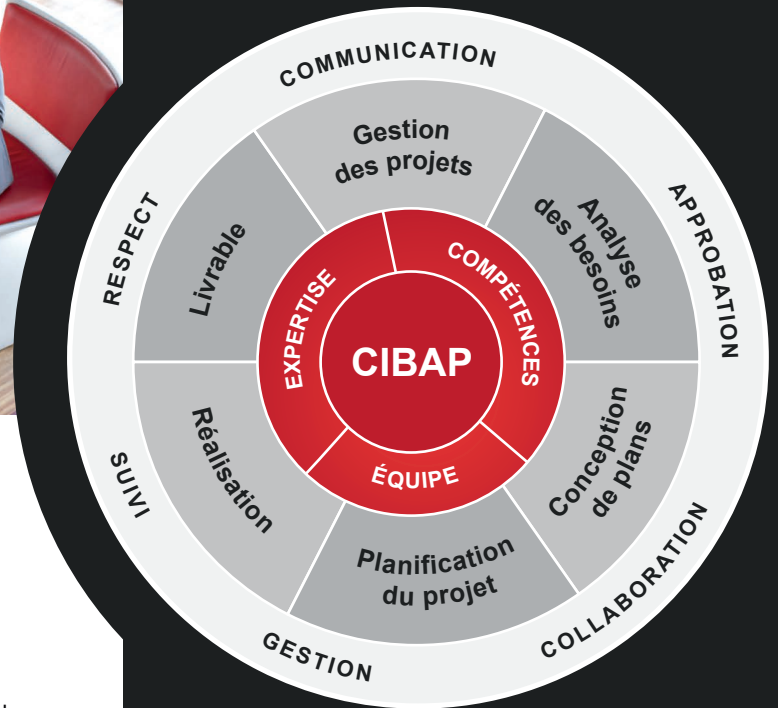 COMMUNICATION
APPROBATION
COLLABORATION
GESTION
SUIVI
RESPECT
Gestion
des projets
Analyse
des besoins
Conception
de plans
Planification
du projet
Réalisation
Livrable
COMPÉTENCES
ÉQUIPE
EXPERTISE
CIBAP